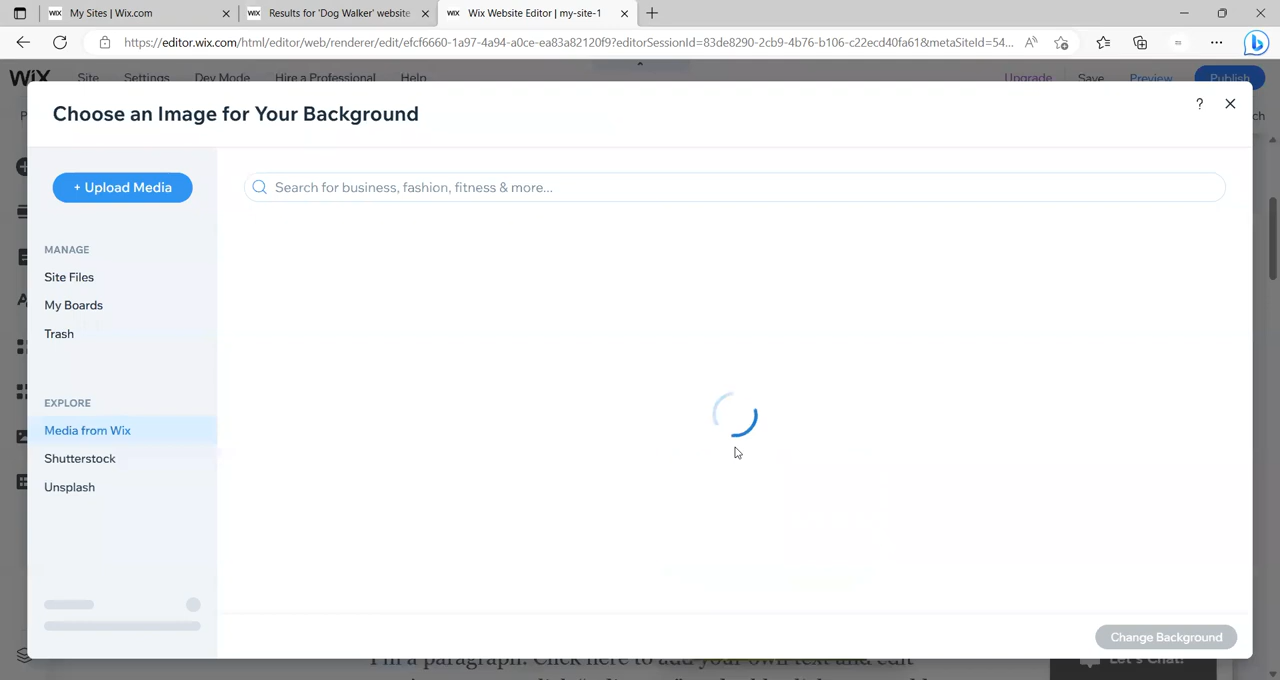 My Sites | Wix.com
Results for 'Dog Walker' website
Wix Website Editor | my-site-1
https://editor.wix.com/html/editor/web/renderer/edit/efcf6660-1a97-4a94-a0ce-ea83a82120f9?editorSessionId=83de8290-2cb9-4b76-b106-c22ecd40fa61&metaSiteId=54...
WiX Site Settings Dev Mode Hire a Professional Help Upgrade Save Preview Publish
Choose an Image for Your Background
?
+ Upload Media
Search for business, fashion, fitness & more...
MANAGE
Site Files
My Boards
Trash
EXPLORE
Media from Wix
Shutterstock
Unsplash
Change Background
I'm a paragraph. Click here to add your own text and edit
Let's Chat!